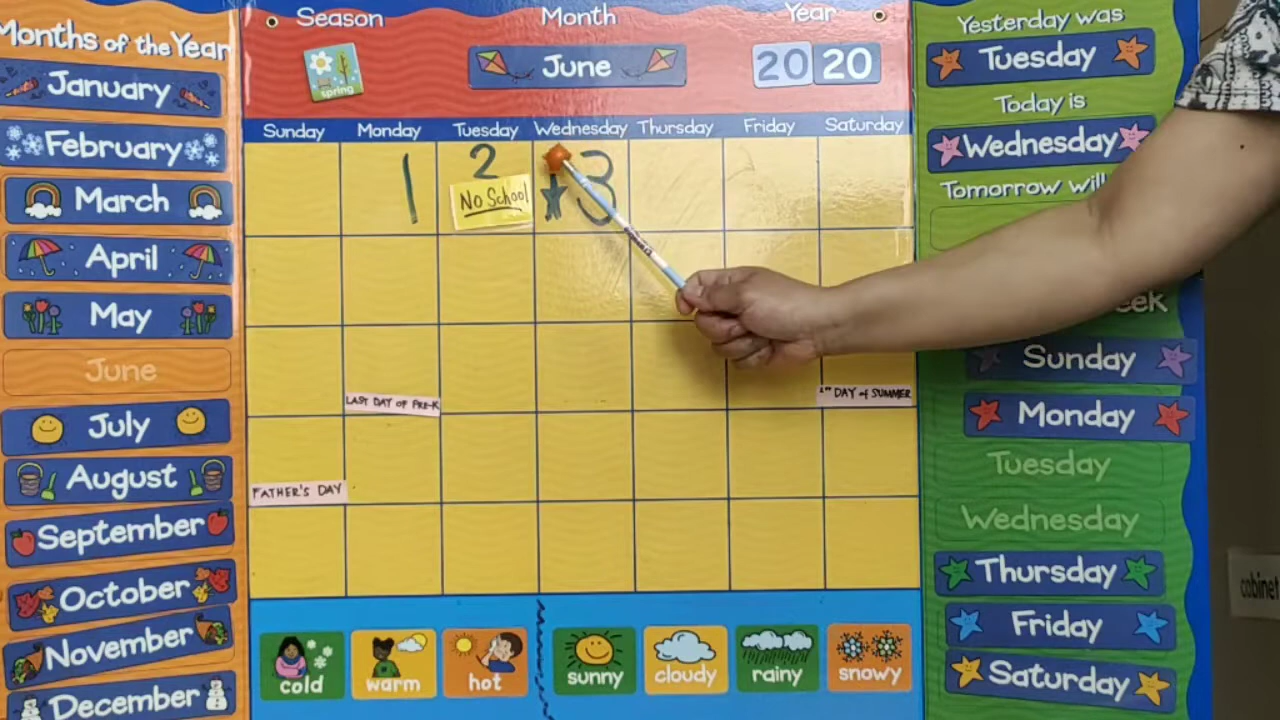 Months of the Year
January
February
March
April
May
June
July
August
September
October
November
December
Season
spring
Month
June
Year
20 20
Sunday Monday Tuesday Wednesday Thursday Friday Saturday
1 2 3
No School
LAST DAY OF PRE-K
DAY of SUMMER
FATHER'S DAY
cold warm hot sunny cloudy rainy snowy
Yesterday was
Tuesday
Today is
Wednesday
Tomorrow will
Sunday
Monday
Tuesday
Wednesday
Thursday
Friday
Saturday
cabinet